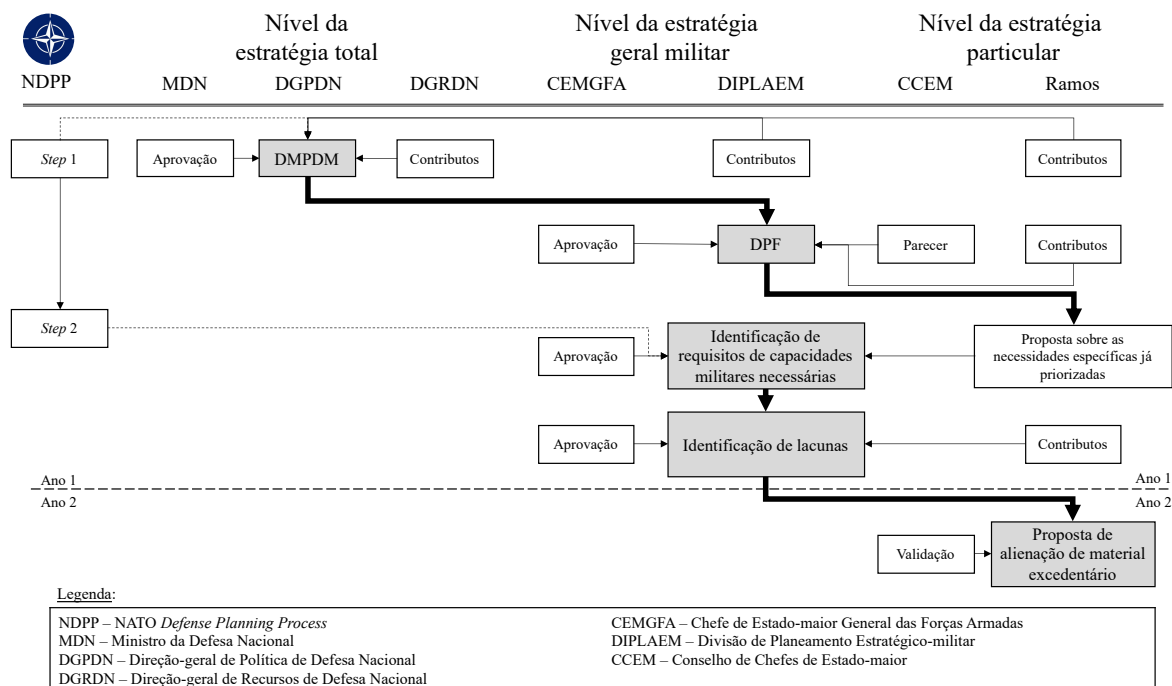 Nível da
estratégia total
Nível da estratégia
geral militar
Nível da estratégia
particular
NDPP
MDN
DGPDN
DGRDN
CEMGFA
DIPLAEM
CCEM
Ramos
Step 1
Aprovação
DMPDM
Contributos
Contributos
Contributos
Aprovação
DPF
Parecer
Contributos
Step 2
Aprovação
Identificação de
requisitos de capacidades
militares necessárias
Proposta sobre as
necessidades específicas já
priorizadas
Aprovação
Identificação de lacunas
Contributos
Ano 1
Ano 1
Ano 2
Ano 2
Validação
Proposta de
alienação de material
excedentário
Legenda:
NDPP – NATO Defense Planning Process
MDN – Ministro da Defesa Nacional
DGPDN – Direção-geral de Política de Defesa Nacional
DGRDN – Direção-geral de Recursos de Defesa Nacional
CEMGFA – Chefe de Estado-maior General das Forças Armadas
DIPLAEM – Divisão de Planeamento Estratégico-militar
CCEM – Conselho de Chefes de Estado-maior